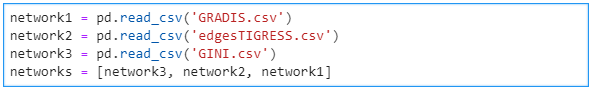 network1 = pd.read_csv('GRADIS.csv')
network2 = pd.read_csv('edgesTIGRESS.csv')
network3 = pd.read_csv('GINI.csv')
networks = [network3, network2, network1]